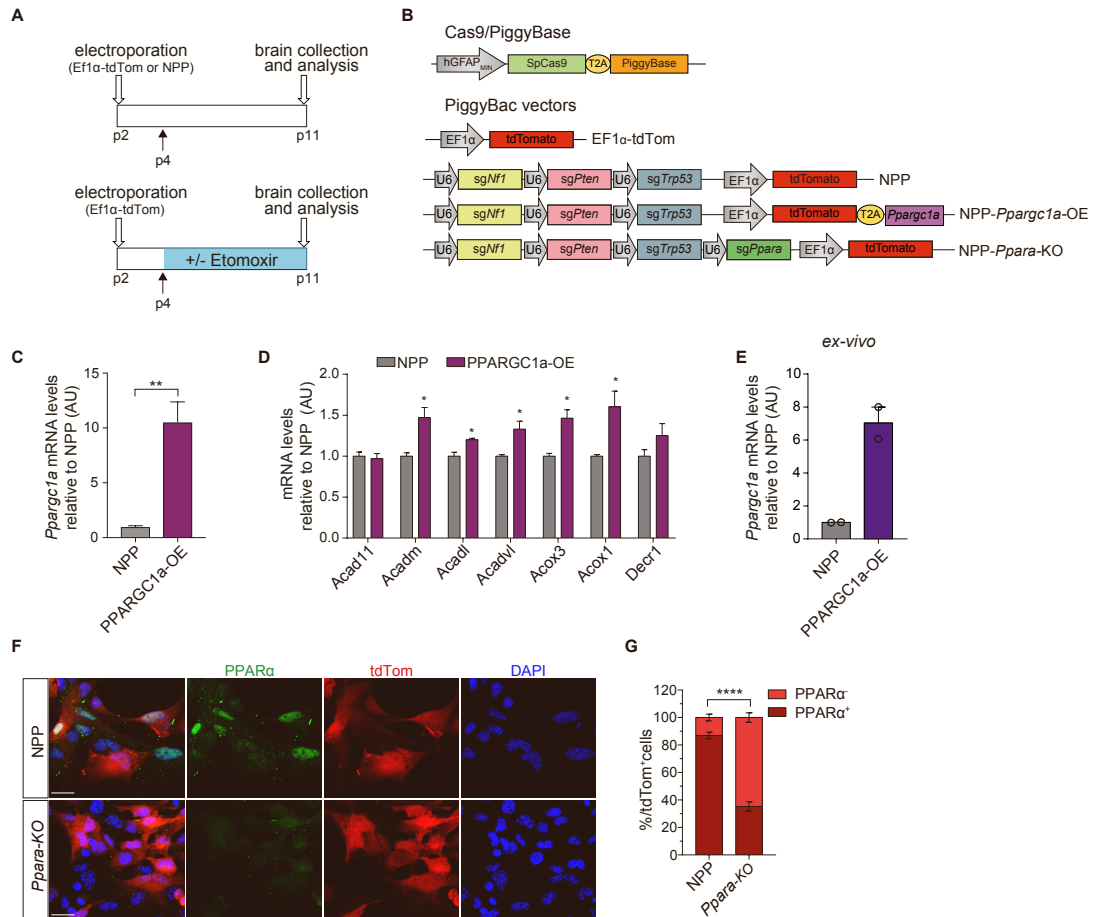 A
electroporation
(Ef1α-tdTom or NPP)
brain collection
and analysis
p2
p4
p11
electroporation
(Ef1α-tdTom)
brain collection
and analysis
+/- Etomoxir
p2
p4
p11
B
Cas9/PiggyBase
hGFAPMIN SpCas9 T2A PiggyBase
PiggyBac vectors
EF1α tdTomato EF1α-tdTom
U6 sgNf1 U6 sgPten U6 sgTrp53 EF1α tdTomato NPP
U6 sgNf1 U6 sgPten U6 sgTrp53 EF1α tdTomato T2A Ppargc1a NPP-Ppargc1a-OE
U6 sgNf1 U6 sgPten U6 sgTrp53 U6 sgPpara EF1α tdTomato NPP-Ppara-KO
C
Ppargc1a mRNA levels
relative to NPP (AU)
15
10
5
0
**
NPP
PPARGC1a-OE
D
NPP PPARGC1a-OE
mRNA levels
relative to NPP (AU)
2.0
1.5
1.0
0.5
0.0
* * * * *
Acad11 Acadm Acadl Acadvl Acox3 Acox1 Decr1
E
ex-vivo
Ppargc1a mRNA levels
relative to NPP (AU)
10
8
6
4
2
0
NPP
PPARGC1a-OE
F
PPARα tdTom DAPI
NPP
Ppara-KO
G
%/tdTom+cells
100
80
60
40
20
0
****
PPARα-
PPARα+
NPP
Ppara-KO